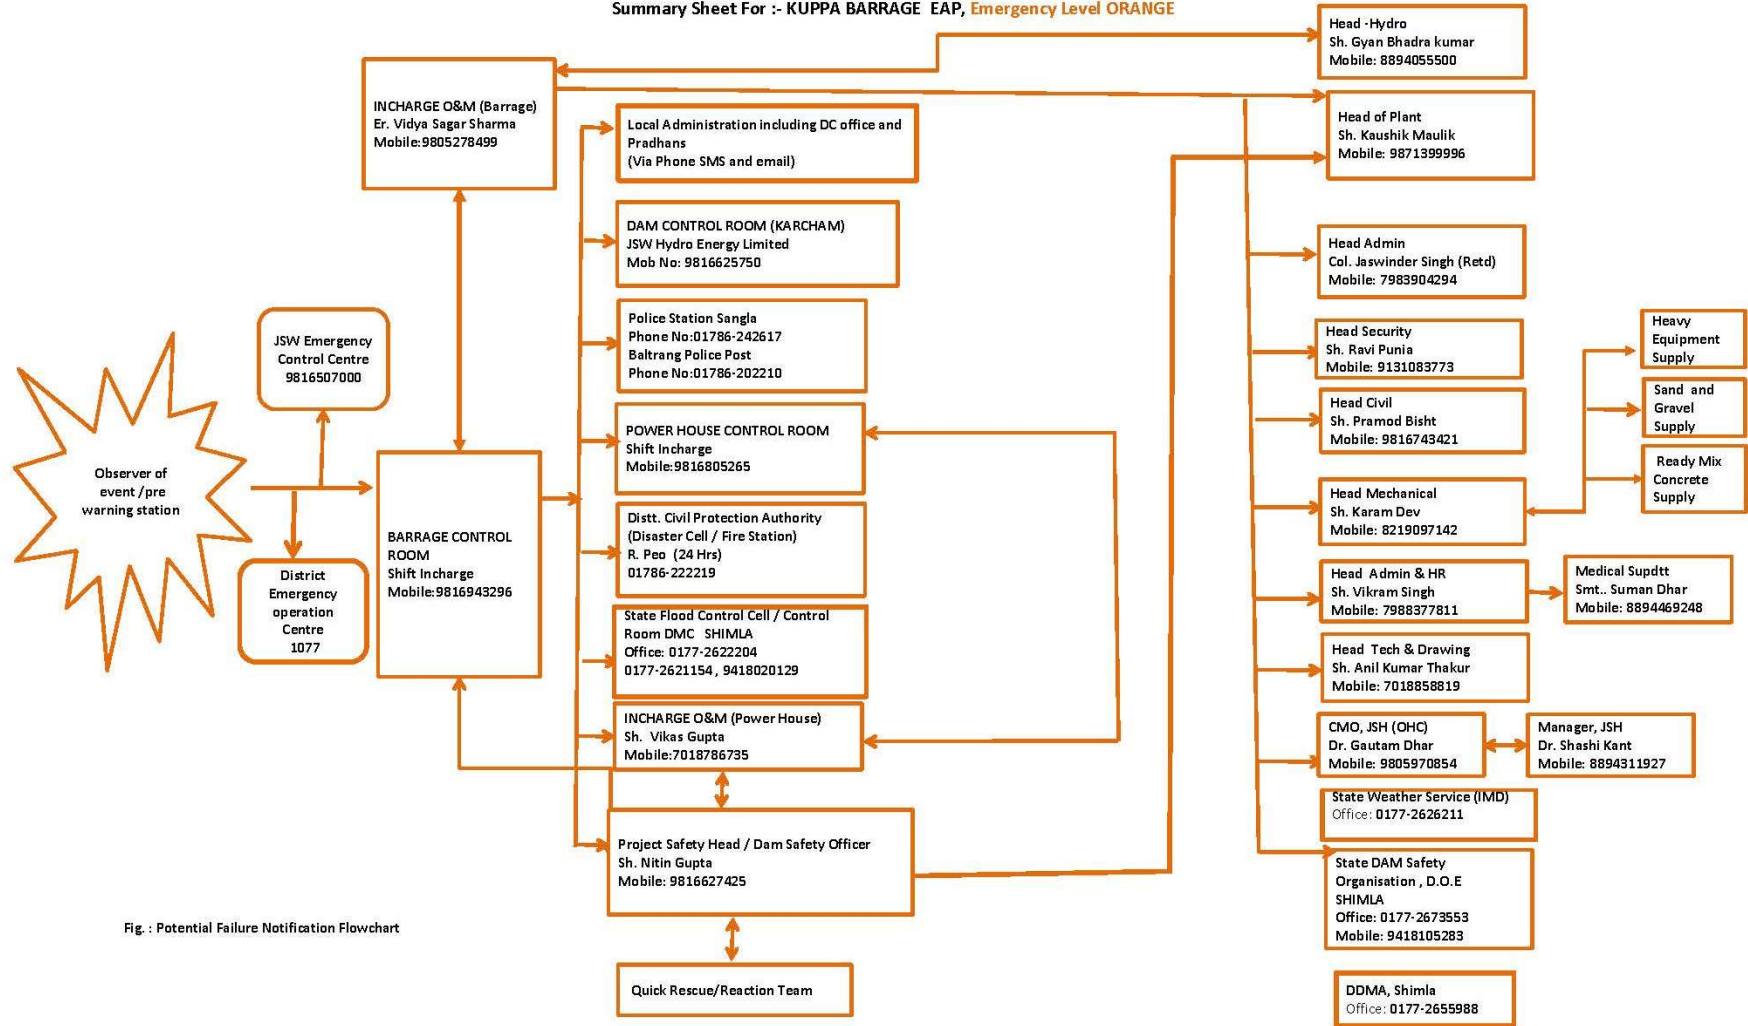 Summary Sheet For :- KUPPA BARRAGE EAP, Emergency Level ORANGE
Head -Hydro
Sh. Gyan Bhadra kumar
Mobile: 8894055500
INCHARGE O&M (Barrage)
Er. Vidya Sagar Sharma
Mobile:9805278499
Local Administration including DC office and
Pradhans
(Via Phone SMS and email)
Head of Plant
Sh. Kaushik Maulik
Mobile: 9871399996
DAM CONTROL ROOM (KARCHAM)
JSW Hydro Energy Limited
Mob No: 9816625750
Head Admin
Col. Jaswinder Singh (Retd)
Mobile: 7983904294
Police Station Sangla
Phone No:01786-242617
Baltrang Police Post
Phone No:01786-202210
Head Security
Sh. Ravi Punia
Mobile: 9131083773
Heavy
Equipment
Supply
JSW Emergency
Control Centre
9816507000
Head Civil
Sh. Pramod Bisht
Mobile: 9816743421
Sand and
Gravel
Supply
POWER HOUSE CONTROL ROOM
Shift Incharge
Mobile:9816805265
Ready Mix
Concrete
Supply
Observer of
event /pre
warning station
Head Mechanical
Sh. Karam Dev
Mobile: 8219097142
BARRAGE CONTROL
ROOM
Shift Incharge
Mobile:9816943296
Distt. Civil Protection Authority
(Disaster Cell / Fire Station)
R. Peo (24 Hrs)
01786-222219
District
Emergency
operation
Centre
1077
Head Admin & HR
Sh. Vikram Singh
Mobile: 7988377811
Medical Supdtt
Smt.. Suman Dhar
Mobile: 8894469248
State Flood Control Cell / Control
Room DMC SHIMLA
Office: 0177-2622204
0177-2621154 , 9418020129
Head Tech & Drawing
Sh. Anil Kumar Thakur
Mobile: 7018858819
INCHARGE O&M (Power House)
Sh. Vikas Gupta
Mobile:7018786735
CMO, JSH (OHC)
Dr. Gautam Dhar
Mobile: 9805970854
Manager, JSH
Dr. Shashi Kant
Mobile: 8894311927
State Weather Service (IMD)
Office: 0177-2626211
Project Safety Head / Dam Safety Officer
Sh. Nitin Gupta
Mobile: 9816627425
State DAM Safety
Organisation , D.O.E
SHIMLA
Office: 0177-2673553
Mobile: 9418105283
Fig. : Potential Failure Notification Flowchart
Quick Rescue/Reaction Team
DDMA, Shimla
Office: 0177-2655988